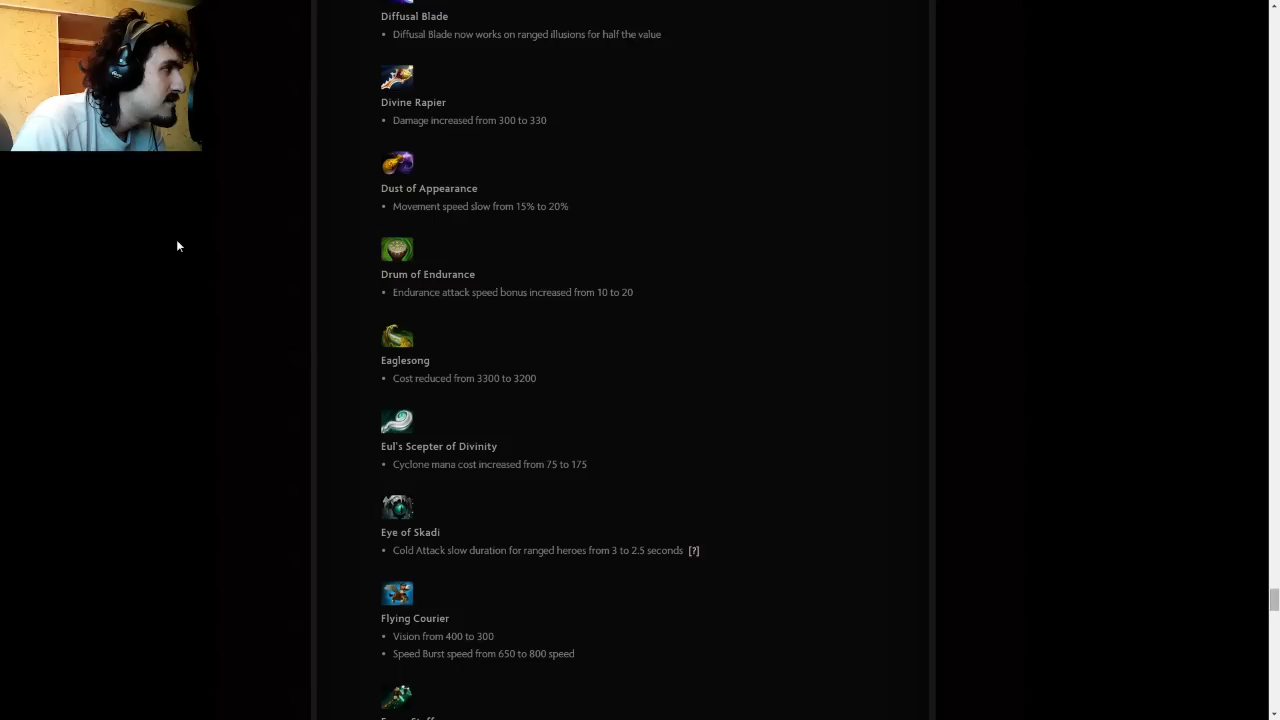 Diffusal Blade
• Diffusal Blade now works on ranged illusions for half the value
Divine Rapier
• Damage increased from 300 to 330
Dust of Appearance
• Movement speed slow from 15% to 20%
Drum of Endurance
• Endurance attack speed bonus increased from 10 to 20
Eaglesong
• Cost reduced from 3300 to 3200
Eul's Scepter of Divinity
• Cyclone mana cost increased from 75 to 175
Eye of Skadi
• Cold Attack slow duration for ranged heroes from 3 to 2.5 seconds [?]
Flying Courier
• Vision from 400 to 300
• Speed Burst speed from 650 to 800 speed